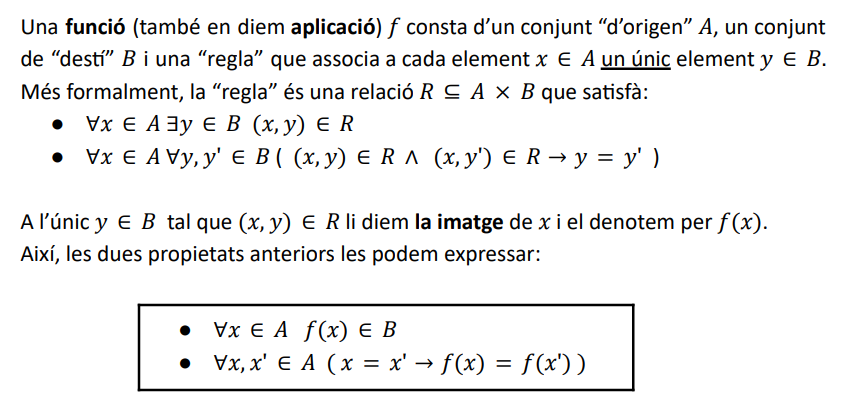 Una funció (també en diem aplicació) f consta d’un conjunt “d’origen” A, un conjunt
de “destí” B i una “regla” que associa a cada element x ∈ A un únic element y ∈ B.
Més formalment, la “regla” és una relació R ⊆ A × B que satisfà:
● ∀x ∈ A ∃y ∈ B (x, y) ∈ R
● ∀x ∈ A ∀y, y' ∈ B ( (x, y) ∈ R ∧ (x, y') ∈ R → y = y' )
A l’únic y ∈ B tal que (x, y) ∈ R li diem la imatge de x i el denotem per f(x).
Així, les dues propietats anteriors les podem expressar:
● ∀x ∈ A f(x) ∈ B
● ∀x, x' ∈ A ( x = x' → f(x) = f(x') )